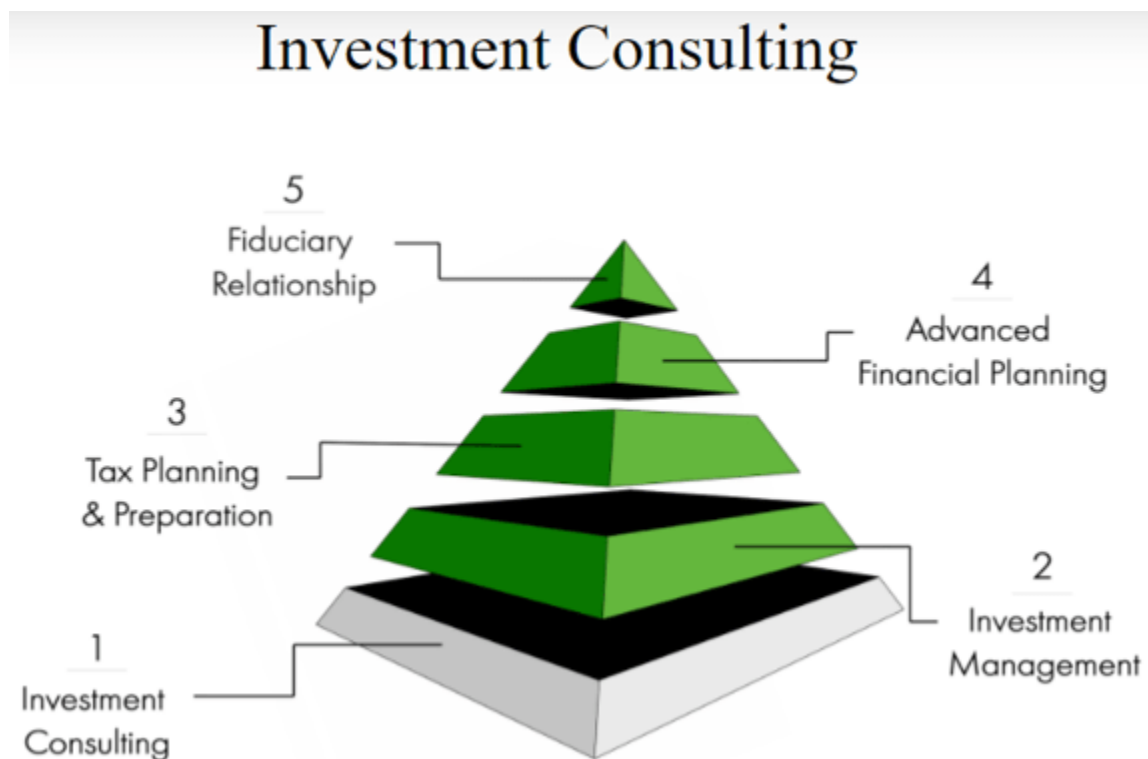 Investment Consulting
5
Fiduciary
Relationship
4
Advanced
Financial Planning
3
Tax Planning
& Preparation
2
Investment
Management
1
Investment
Consulting